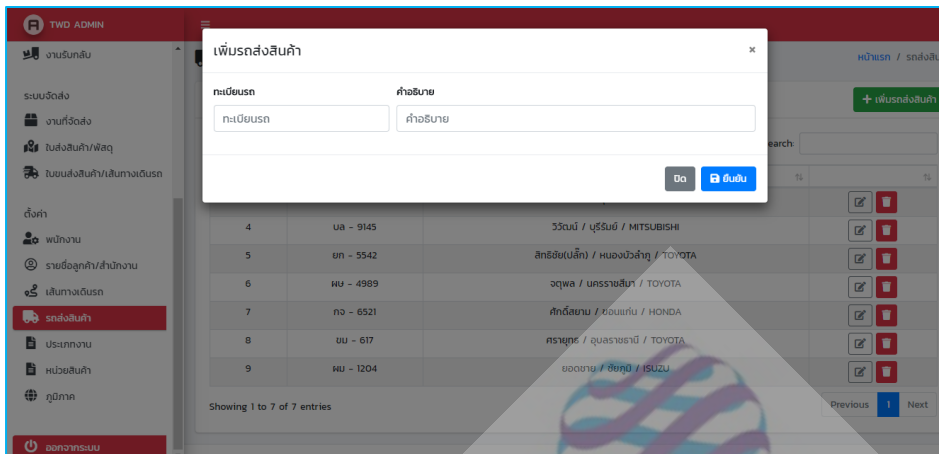 TWD ADMIN
งานรับกลับ
ระบบจัดส่ง
งานที่จัดส่ง
ใบส่งสินค้า/พัสดุ
ใบขนส่งสินค้า/เส้นทางเดินรถ
ตั้งค่า
พนักงาน
รายชื่อลูกค้า/สำนักงาน
เส้นทางเดินรถ
รถส่งสินค้า
ประเภทงาน
หน่วยสินค้า
ภูมิภาค
ออกจากระบบ
หน้าแรก / รถส่งสิน
+ เพิ่มรถส่งสินค้า
earch:
เพิ่มรถส่งสินค้า ×
ทะเบียนรถ คำอธิบาย
ทะเบียนรถ คำอธิบาย
ปิด ยืนยัน
4 บล - 9145 วิวัฒน์ / บุรีรัมย์ / MITSUBISHI
5 ยก - 5542 สิทธิชัย(ปลั๊ก) / หนองบัวลำภู / TOYOTA
6 ผษ - 4989 จตุพล / นครราชสีมา / TOYOTA
7 กจ - 6521 ศักดิ์สยาม / ขอนแก่น / HONDA
8 ขม - 617 ศรายุทธ / อุบลราชธานี / TOYOTA
9 ผม - 1204 ยอดชาย / ชัยภูมิ / ISUZU
Showing 1 to 7 of 7 entries
Previous 1 Next